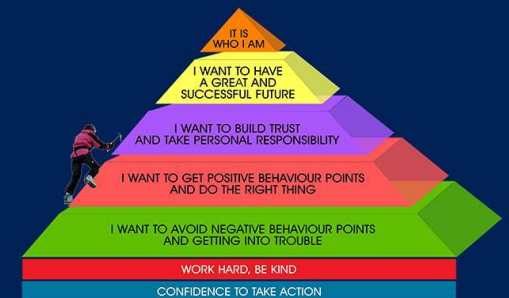 IT IS
WHO I AM
I WANT TO HAVE
A GREAT AND
SUCCESSFUL FUTURE
I WANT TO BUILD TRUST
AND TAKE PERSONAL RESPONSIBILITY
I WANT TO GET POSITIVE BEHAVIOUR POINTS
AND DO THE RIGHT THING
I WANT TO AVOID NEGATIVE BEHAVIOUR POINTS
AND GETTING INTO TROUBLE
WORK HARD, BE KIND
CONFIDENCE TO TAKE ACTION